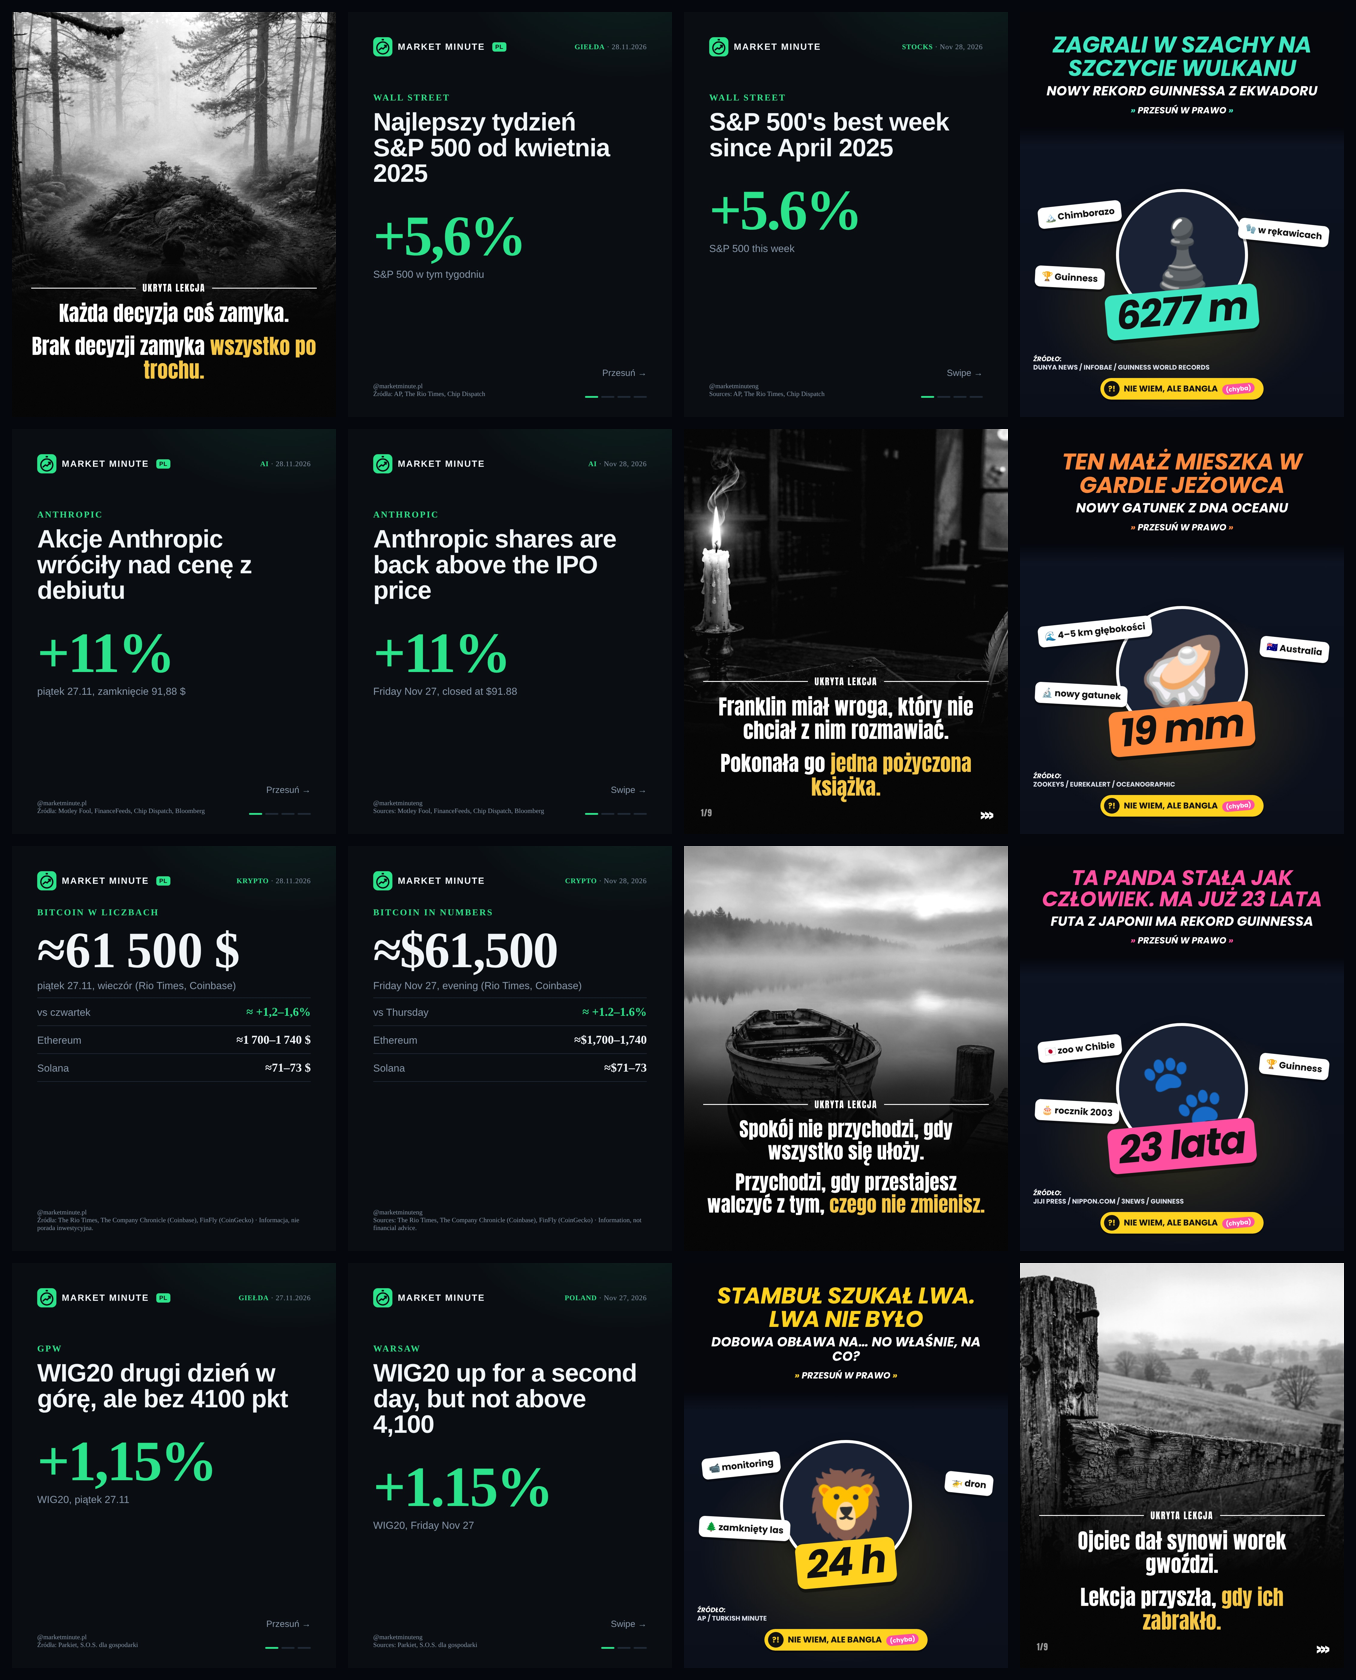 UKRYTA LEKCJA
Każda decyzja coś zamyka.
Brak decyzji zamyka wszystko po
trochu.
MARKET MINUTE PL
GIEŁDA · 28.11.2026
WALL STREET
Najlepszy tydzień
S&P 500 od kwietnia
2025
+5,6%
S&P 500 w tym tygodniu
Przesuń →
@marketminute.pl
Źródła: AP, The Rio Times, Chip Dispatch
MARKET MINUTE
STOCKS · Nov 28, 2026
WALL STREET
S&P 500's best week
since April 2025
+5.6%
S&P 500 this week
Swipe →
@marketminuteng
Sources: AP, The Rio Times, Chip Dispatch
ZAGRALI W SZACHY NA
SZCZYCIE WULKANU
NOWY REKORD GUINNESSA Z EKWADORU
» PRZESUŃ W PRAWO »
Chimborazo
w rękawicach
Guinness
6277 m
ŹRÓDŁO:
DUNYA NEWS / INFOBAE / GUINNESS WORLD RECORDS
?! NIE WIEM, ALE BANGLA (chyba)
MARKET MINUTE PL
AI · 28.11.2026
ANTHROPIC
Akcje Anthropic
wróciły nad cenę z
debiutu
+11%
piątek 27.11, zamknięcie 91,88 $
Przesuń →
@marketminute.pl
Źródła: Motley Fool, FinanceFeeds, Chip Dispatch, Bloomberg
MARKET MINUTE
AI · Nov 28, 2026
ANTHROPIC
Anthropic shares are
back above the IPO
price
+11%
Friday Nov 27, closed at $91.88
Swipe →
@marketminuteng
Sources: Motley Fool, FinanceFeeds, Chip Dispatch, Bloomberg
UKRYTA LEKCJA
Franklin miał wroga, który nie
chciał z nim rozmawiać.
Pokonała go jedna pożyczona
książka.
1/9
TEN MAŁŻ MIESZKA W
GARDLE JEŻOWCA
NOWY GATUNEK Z DNA OCEANU
» PRZESUŃ W PRAWO »
4–5 km głębokości
Australia
nowy gatunek
19 mm
ŹRÓDŁO:
ZOOKEYS / EUREKALERT / OCEANOGRAPHIC
?! NIE WIEM, ALE BANGLA (chyba)
MARKET MINUTE PL
KRYPTO · 28.11.2026
BITCOIN W LICZBACH
≈61 500 $
piątek 27.11, wieczór (Rio Times, Coinbase)
vs czwartek ≈ +1,2–1,6%
Ethereum ≈1 700–1 740 $
Solana ≈71–73 $
@marketminute.pl
Źródła: The Rio Times, The Company Chronicle (Coinbase), FinFly (CoinGecko) · Informacja, nie
porada inwestycyjna.
MARKET MINUTE
CRYPTO · Nov 28, 2026
BITCOIN IN NUMBERS
≈$61,500
Friday Nov 27, evening (Rio Times, Coinbase)
vs Thursday ≈ +1.2–1.6%
Ethereum ≈$1,700–1,740
Solana ≈$71–73
@marketminuteng
Sources: The Rio Times, The Company Chronicle (Coinbase), FinFly (CoinGecko) · Information, not
financial advice.
UKRYTA LEKCJA
Spokój nie przychodzi, gdy
wszystko się ułoży.
Przychodzi, gdy przestajesz
walczyć z tym, czego nie zmienisz.
TA PANDA STAŁA JAK
CZŁOWIEK. MA JUŻ 23 LATA
FUTA Z JAPONII MA REKORD GUINNESSA
» PRZESUŃ W PRAWO »
zoo w Chibie
Guinness
rocznik 2003
23 lata
ŹRÓDŁO:
JIJI PRESS / NIPPON.COM / 3NEWS / GUINNESS
?! NIE WIEM, ALE BANGLA (chyba)
MARKET MINUTE PL
GIEŁDA · 27.11.2026
GPW
WIG20 drugi dzień w
górę, ale bez 4100 pkt
+1,15%
WIG20, piątek 27.11
Przesuń →
@marketminute.pl
Źródła: Parkiet, S.O.S. dla gospodarki
MARKET MINUTE
POLAND · Nov 27, 2026
WARSAW
WIG20 up for a second
day, but not above
4,100
+1.15%
WIG20, Friday Nov 27
Swipe →
@marketminuteng
Sources: Parkiet, S.O.S. dla gospodarki
STAMBUŁ SZUKAŁ LWA.
LWA NIE BYŁO
DOBOWA OBŁAWA NA... NO WŁAŚNIE, NA
CO?
» PRZESUŃ W PRAWO »
monitoring
dron
zamknięty las
24 h
ŹRÓDŁO:
AP / TURKISH MINUTE
?! NIE WIEM, ALE BANGLA (chyba)
UKRYTA LEKCJA
Ojciec dał synowi worek
gwoździ.
Lekcja przyszła, gdy ich
zabrakło.
1/9